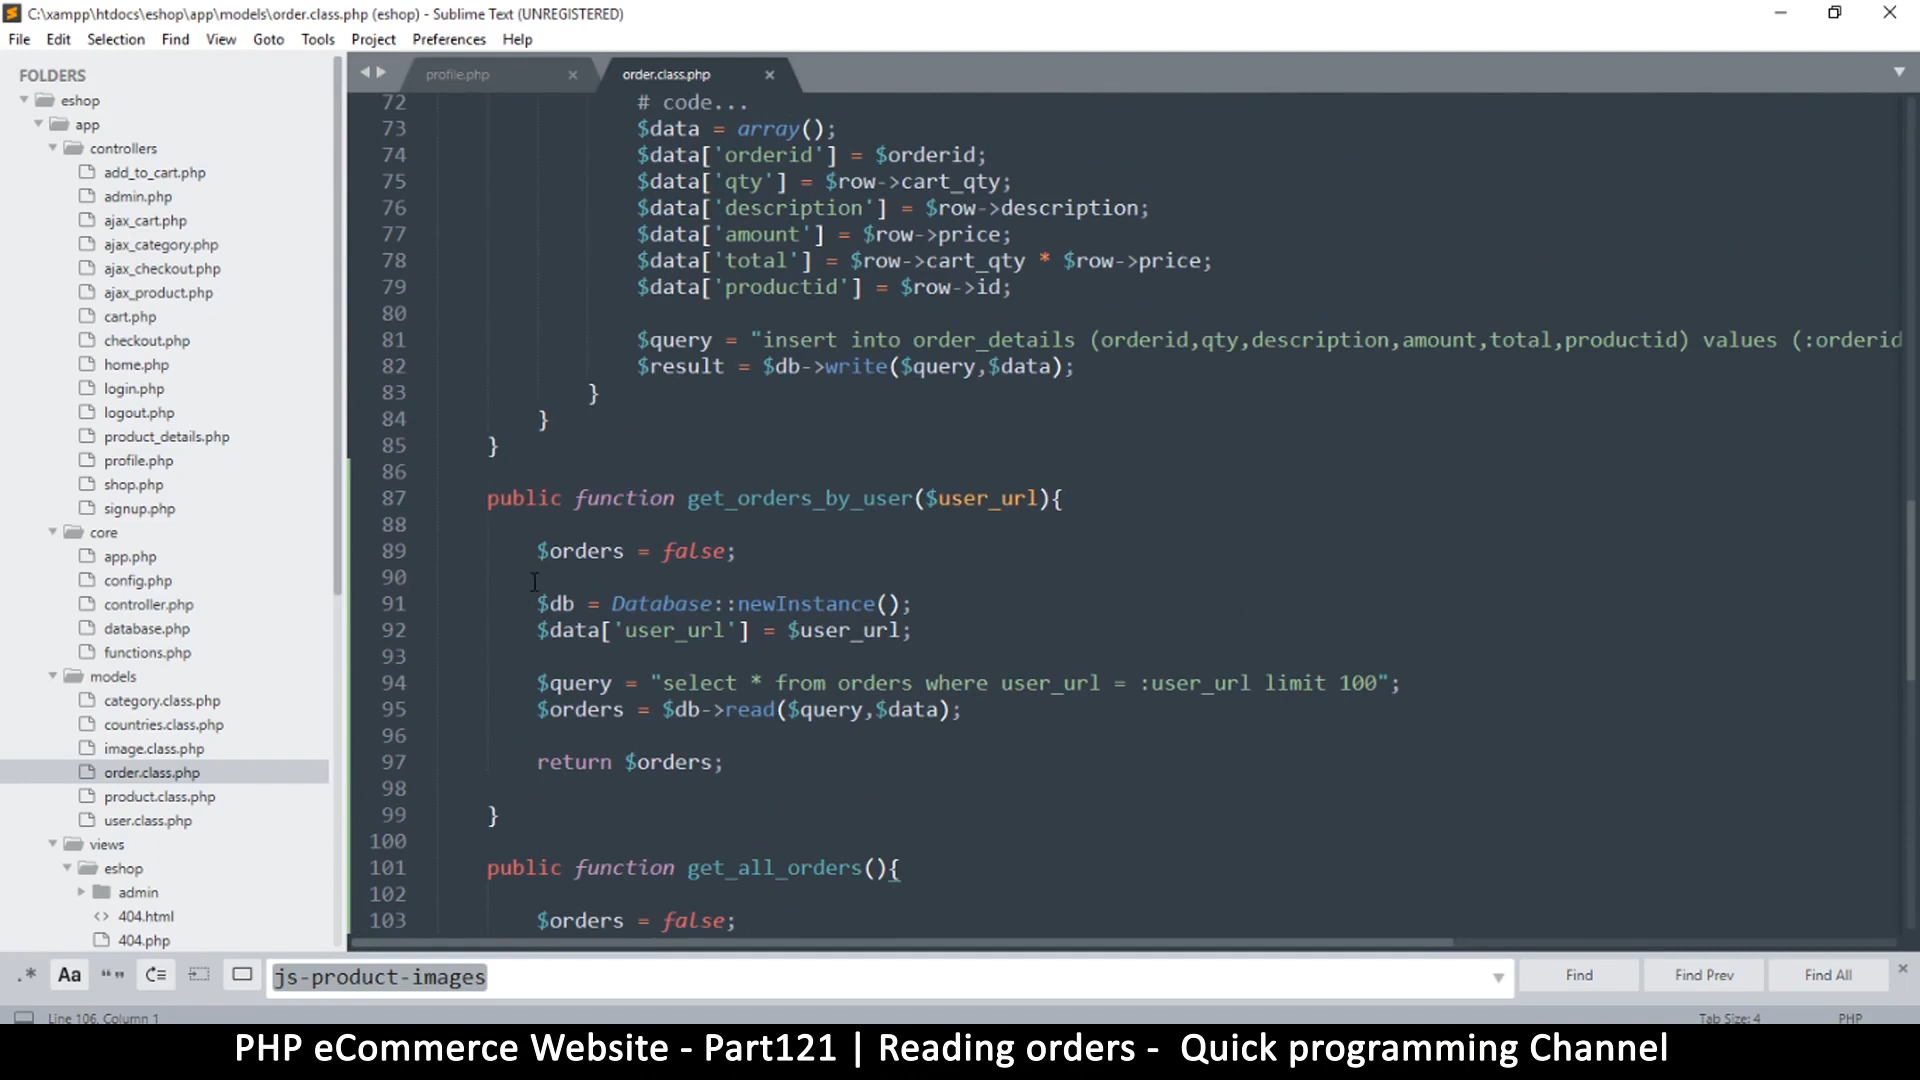 C:\xampp\htdocs\eshop\app\models\order.class.php (eshop) - Sublime Text (UNREGISTERED)
File Edit Selection Find View Goto Tools Project Preferences Help
FOLDERS
eshop
app
controllers
add_to_cart.php
admin.php
ajax_cart.php
ajax_category.php
ajax_checkout.php
ajax_product.php
cart.php
checkout.php
home.php
login.php
logout.php
product_details.php
profile.php
shop.php
signup.php
core
app.php
config.php
controller.php
database.php
functions.php
models
category.class.php
countries.class.php
image.class.php
order.class.php
product.class.php
user.class.php
views
eshop
admin
404.html
404.php
profile.php order.class.php
72 # code...
73 $data = array();
74 $data['orderid'] = $orderid;
75 $data['qty'] = $row->cart_qty;
76 $data['description'] = $row->description;
77 $data['amount'] = $row->price;
78 $data['total'] = $row->cart_qty * $row->price;
79 $data['productid'] = $row->id;
80
81 $query = "insert into order_details (orderid,qty,description,amount,total,productid) values (:orderid
82 $result = $db->write($query,$data);
83 }
84 }
85 }
86
87 public function get_orders_by_user($user_url){
88
89 $orders = false;
90
91 $db = Database::newInstance();
92 $data['user_url'] = $user_url;
93
94 $query = "select * from orders where user_url = :user_url limit 100";
95 $orders = $db->read($query,$data);
96
97 return $orders;
98
99 }
100
101 public function get_all_orders(){
102
103 $orders = false;
.* Aa “” js-product-images Find Find Prev Find All
Line 106, Column 1 Tab Size: 4 PHP
PHP eCommerce Website - Part121 | Reading orders - Quick programming Channel